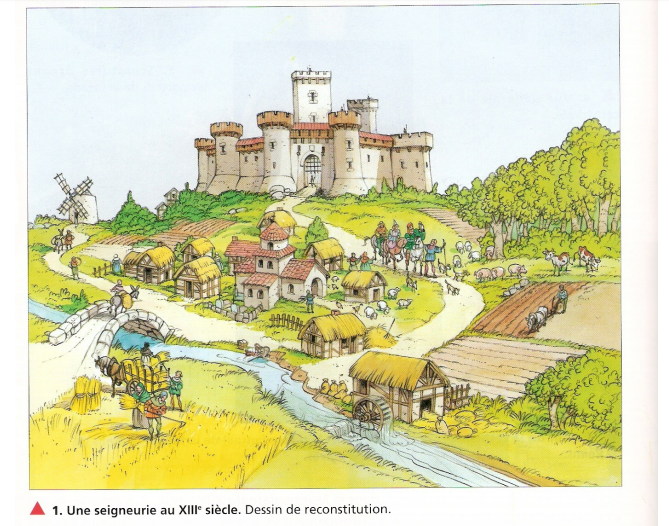 1. Une seigneurie au XIIIᵉ siècle. Dessin de reconstitution.